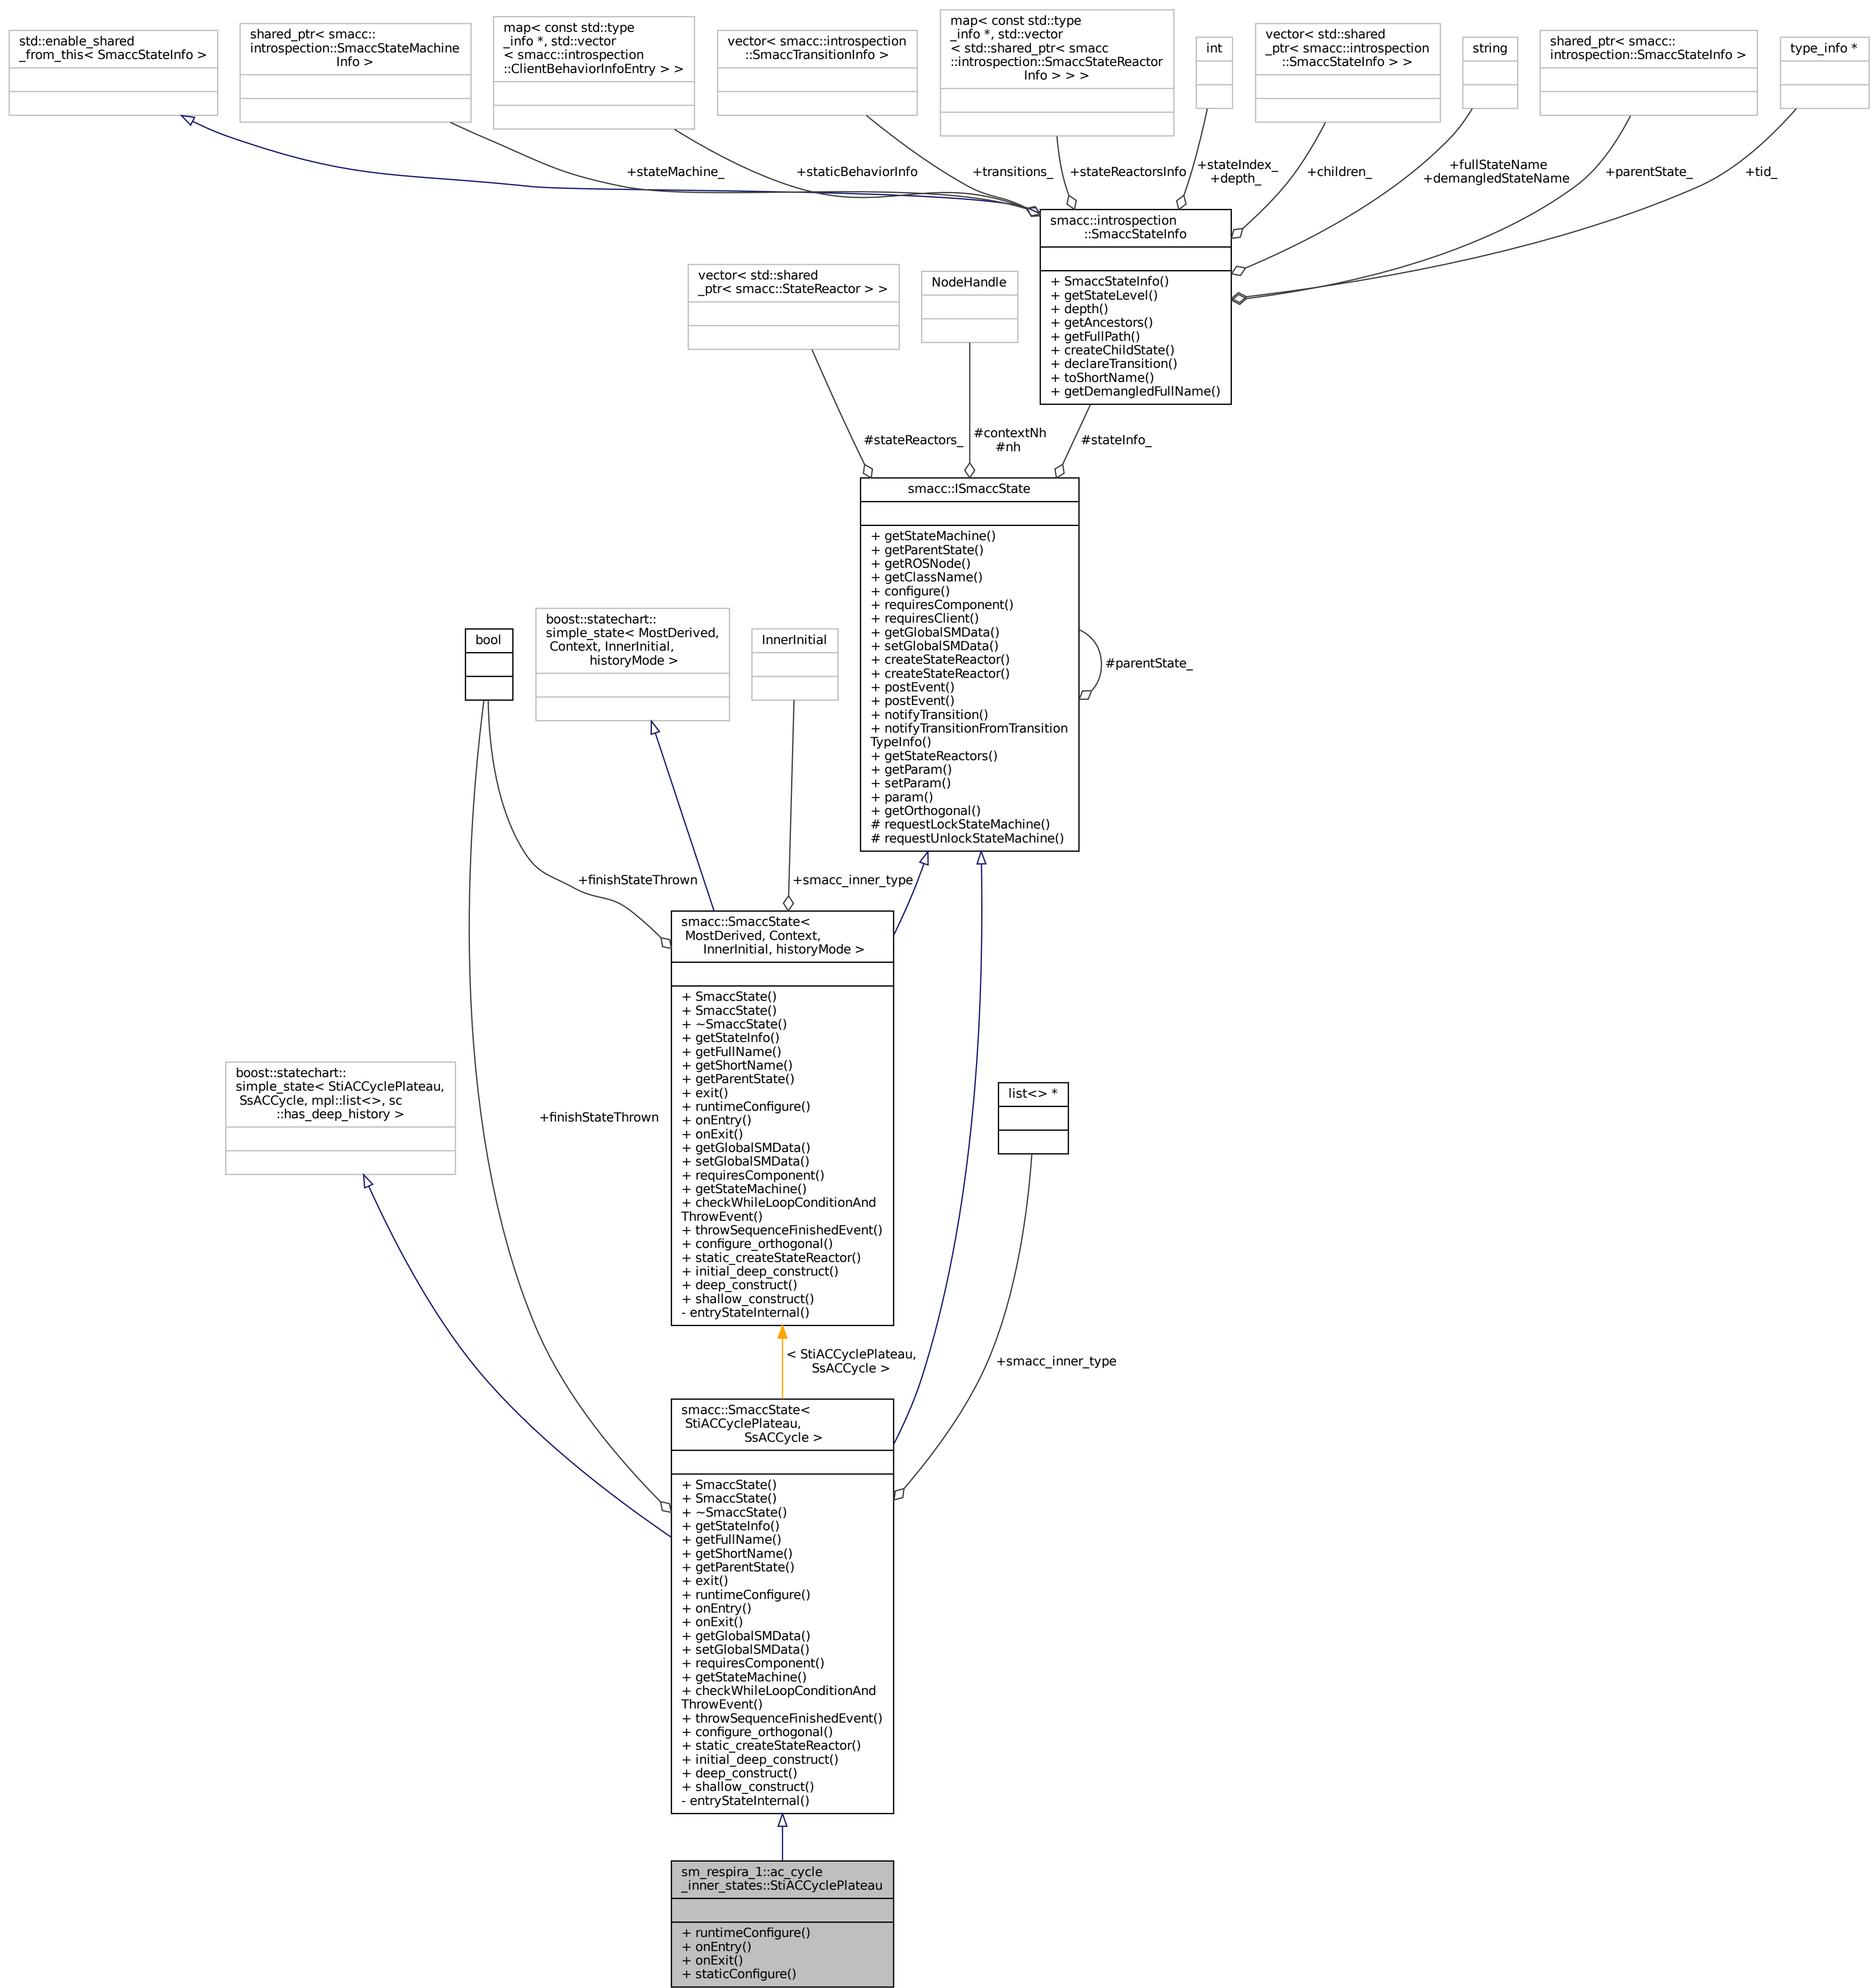 std::enable_shared
_from_this< SmaccStateInfo >
shared_ptr< smacc::
introspection::SmaccStateMachine
Info >
map< const std::type
_info *, std::vector
< smacc::introspection
::ClientBehaviorInfoEntry > >
vector< smacc::introspection
::SmaccTransitionInfo >
map< const std::type
_info *, std::vector
< std::shared_ptr< smacc
::introspection::SmaccStateReactor
Info > > >
int
vector< std::shared
_ptr< smacc::introspection
::SmaccStateInfo > >
string
shared_ptr< smacc::
introspection::SmaccStateInfo >
type_info *
+stateMachine_
+staticBehaviorInfo
+transitions_
+stateReactorsInfo
+stateIndex_
+depth_
+children_
+fullStateName
+demangledStateName
+parentState_
+tid_
smacc::introspection
::SmaccStateInfo
+ SmaccStateInfo()
+ getStateLevel()
+ depth()
+ getAncestors()
+ getFullPath()
+ createChildState()
+ declareTransition()
+ toShortName()
+ getDemangledFullName()
vector< std::shared
_ptr< smacc::StateReactor > >
NodeHandle
#stateReactors_
#contextNh
#nh
#stateInfo_
smacc::ISmaccState
+ getStateMachine()
+ getParentState()
+ getROSNode()
+ getClassName()
+ configure()
+ requiresComponent()
+ requiresClient()
+ getGlobalSMData()
+ setGlobalSMData()
+ createStateReactor()
+ createStateReactor()
+ postEvent()
+ postEvent()
+ notifyTransition()
+ notifyTransitionFromTransition
TypeInfo()
+ getStateReactors()
+ getParam()
+ setParam()
+ param()
+ getOrthogonal()
# requestLockStateMachine()
# requestUnlockStateMachine()
#parentState_
bool
boost::statechart::
simple_state< MostDerived,
Context, InnerInitial,
historyMode >
InnerInitial
+finishStateThrown
+smacc_inner_type
smacc::SmaccState<
MostDerived, Context,
InnerInitial, historyMode >
+ SmaccState()
+ SmaccState()
+ ~SmaccState()
+ getStateInfo()
+ getFullName()
+ getShortName()
+ getParentState()
+ exit()
+ runtimeConfigure()
+ onEntry()
+ onExit()
+ getGlobalSMData()
+ setGlobalSMData()
+ requiresComponent()
+ getStateMachine()
+ checkWhileLoopConditionAnd
ThrowEvent()
+ throwSequenceFinishedEvent()
+ configure_orthogonal()
+ static_createStateReactor()
+ initial_deep_construct()
+ deep_construct()
+ shallow_construct()
- entryStateInternal()
boost::statechart::
simple_state< StiACCyclePlateau,
SsACCycle, mpl::list<>, sc
::has_deep_history >
+finishStateThrown
list<> *
< StiACCyclePlateau,
SsACCycle >
+smacc_inner_type
smacc::SmaccState<
StiACCyclePlateau,
SsACCycle >
+ SmaccState()
+ SmaccState()
+ ~SmaccState()
+ getStateInfo()
+ getFullName()
+ getShortName()
+ getParentState()
+ exit()
+ runtimeConfigure()
+ onEntry()
+ onExit()
+ getGlobalSMData()
+ setGlobalSMData()
+ requiresComponent()
+ getStateMachine()
+ checkWhileLoopConditionAnd
ThrowEvent()
+ throwSequenceFinishedEvent()
+ configure_orthogonal()
+ static_createStateReactor()
+ initial_deep_construct()
+ deep_construct()
+ shallow_construct()
- entryStateInternal()
sm_respira_1::ac_cycle
_inner_states::StiACCyclePlateau
+ runtimeConfigure()
+ onEntry()
+ onExit()
+ staticConfigure()